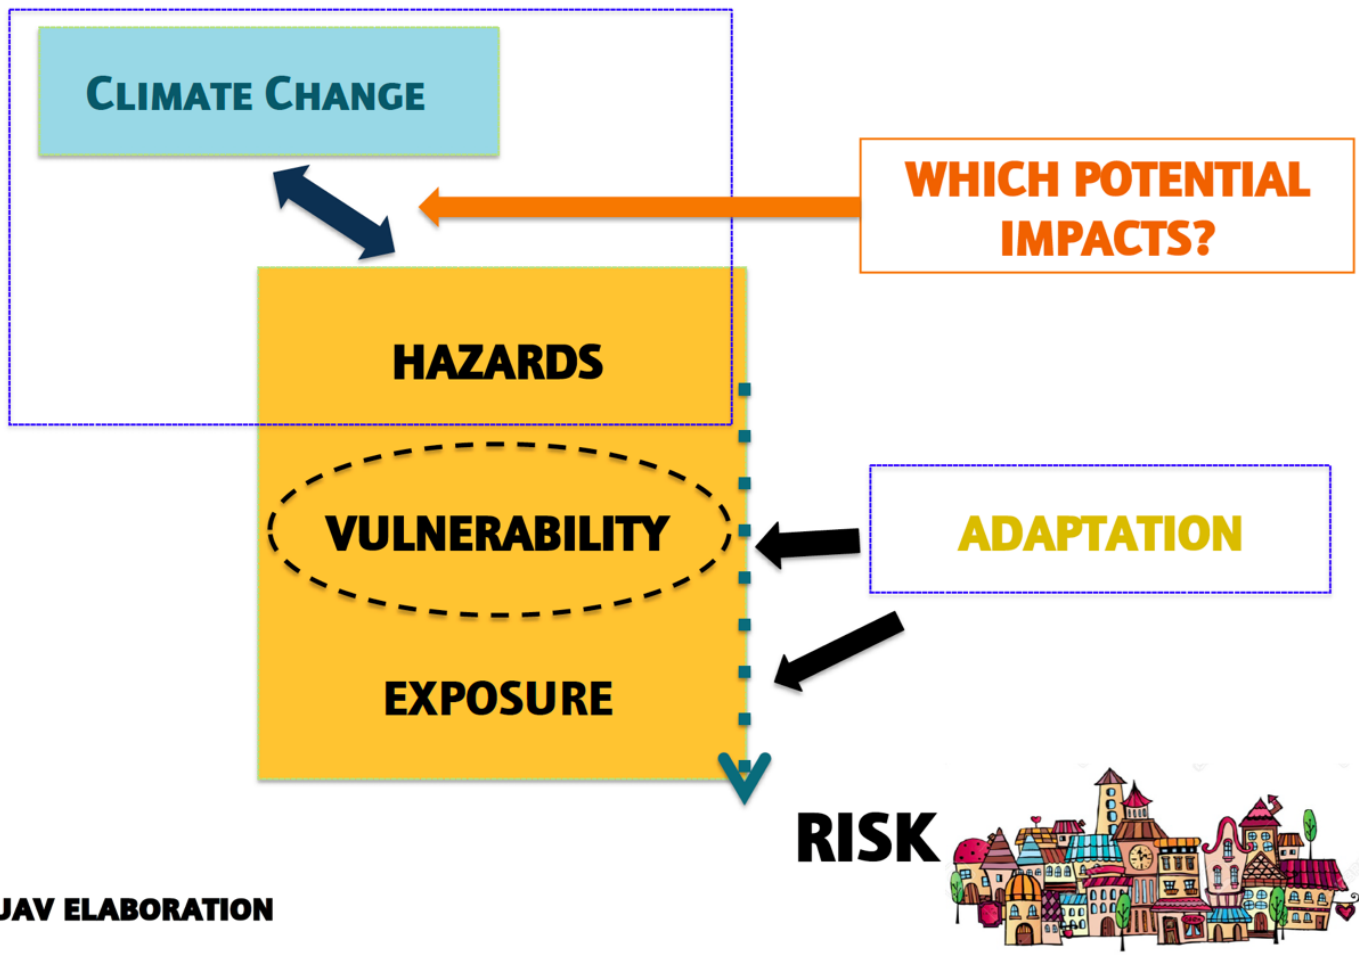 CLIMATE CHANGE
WHICH POTENTIAL
IMPACTS?
HAZARDS
VULNERABILITY
ADAPTATION
EXPOSURE
RISK
JAV ELABORATION